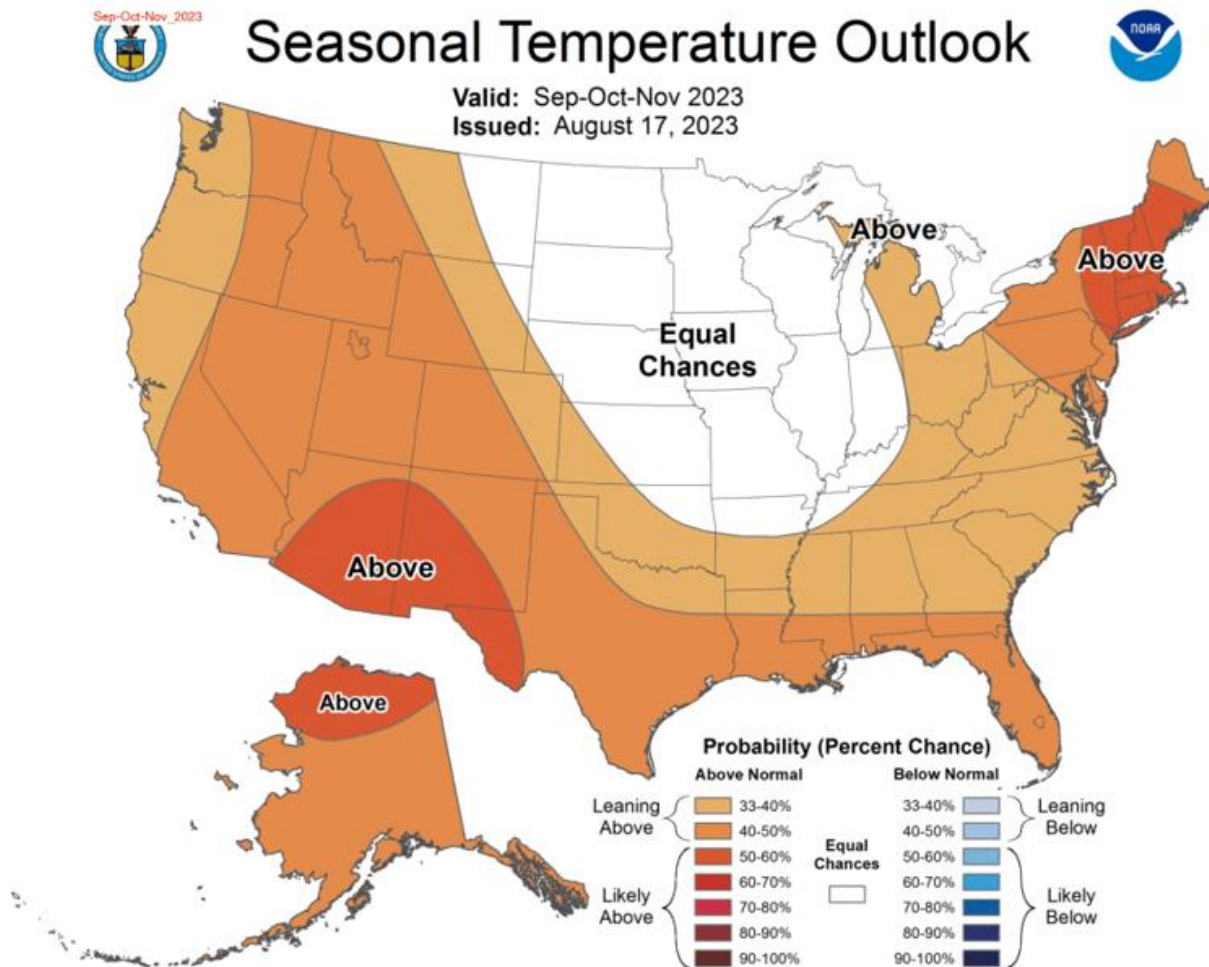 Sep-Oct-Nov_2023
Seasonal Temperature Outlook
NOAA
Valid: Sep-Oct-Nov 2023
Issued: August 17, 2023
Above
Above
Equal
Chances
Above
Above
Probability (Percent Chance)
Above Normal
Below Normal
Leaning
Above
33-40%
40-50%
Likely
Above
50-60%
60-70%
70-80%
80-90%
90-100%
Equal
Chances
33-40%
40-50%
Leaning
Below
50-60%
60-70%
70-80%
80-90%
90-100%
Likely
Below